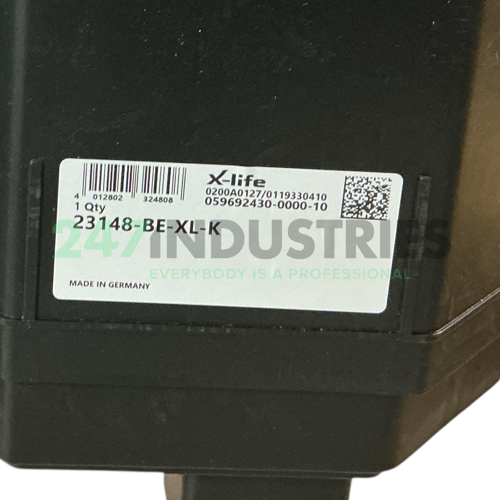 X-life
0200A0127/0119330410
059692430-0000-10
4 012802 324808
1 Qty
23148-BE-XL-K
247INDUSTRIES
EVERYBODY IS A PROFESSIONAL
MADE IN GERMANY